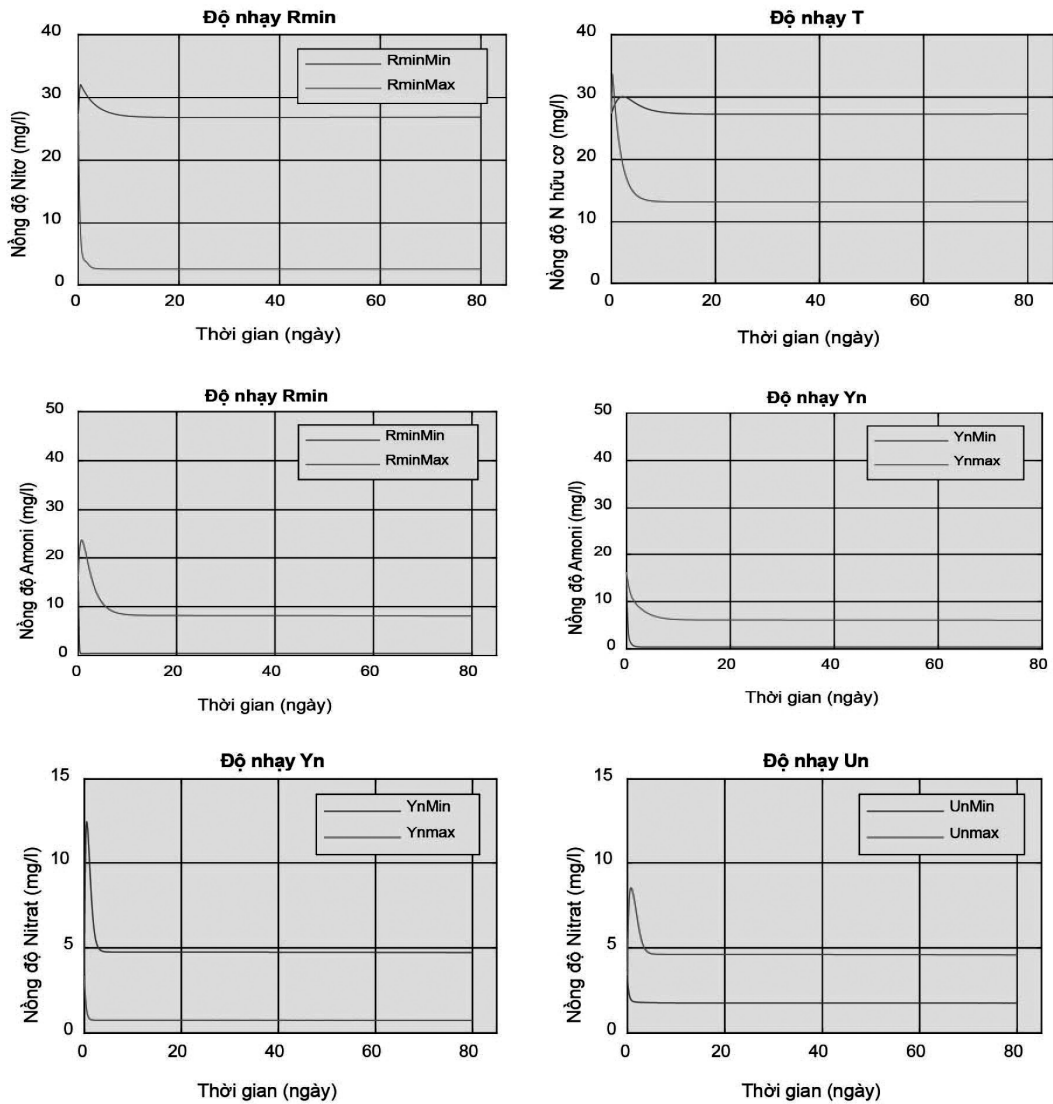 Độ nhạy Rmin
Nồng độ Nitơ (mg/l)
40
30
20
10
0
RminMin
RminMax
0 20 40 60 80
Thời gian (ngày)
Độ nhạy T
Nồng độ N hữu cơ (mg/l)
40
30
20
10
0
0 20 40 60 80
Thời gian (ngày)
Độ nhạy Rmin
Nồng độ Amoni (mg/l)
50
40
30
20
10
0
RminMin
RminMax
0 20 40 60 80
Thời gian (ngày)
Độ nhạy Yn
Nồng độ Amoni (mg/l)
50
40
30
20
10
0
YnMin
Ynmax
0 20 40 60 80
Thời gian (ngày)
Độ nhạy Yn
Nồng độ Nitrat (mg/l)
15
10
5
0
YnMin
Ynmax
0 20 40 60 80
Thời gian (ngày)
Độ nhạy Un
Nồng độ Nitrat (mg/l)
15
10
5
0
UnMin
Unmax
0 20 40 60 80
Thời gian (ngày)